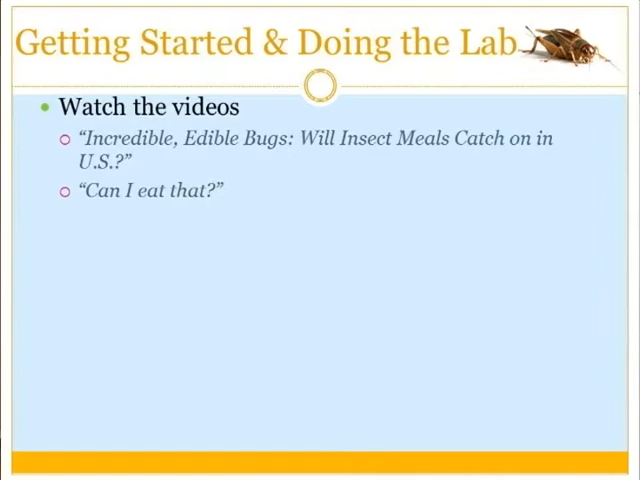 Getting Started & Doing the Lab
Watch the videos
“Incredible, Edible Bugs: Will Insect Meals Catch on in
U.S.?”
“Can I eat that?”